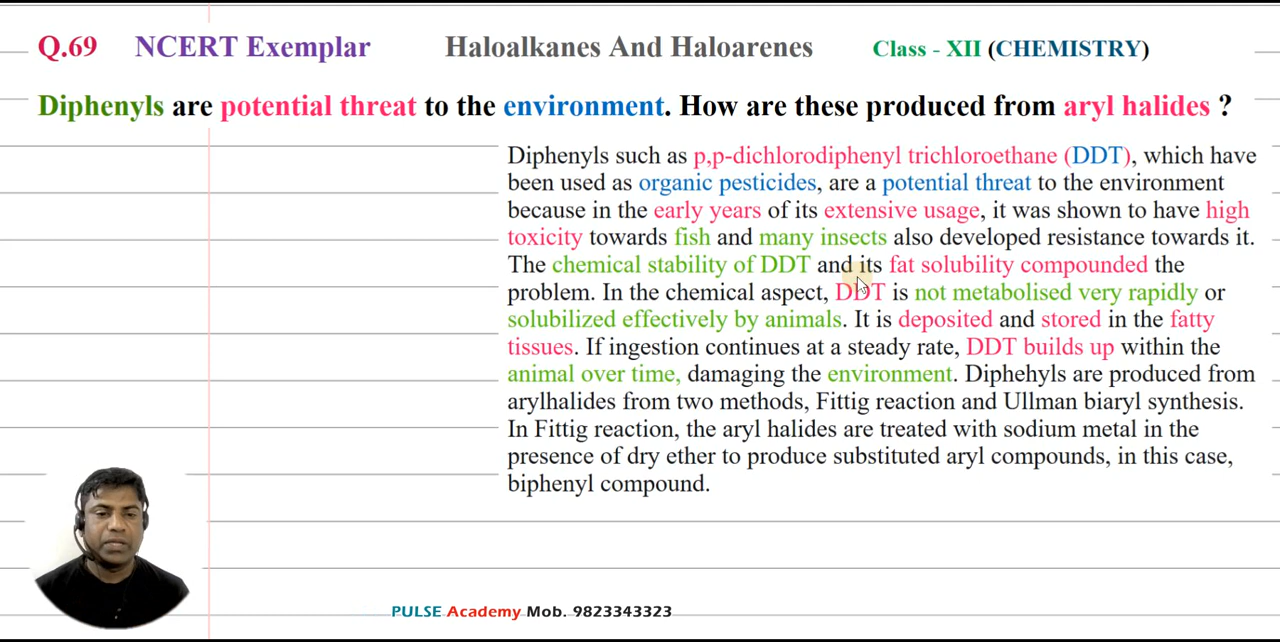 Q.69 NCERT Exemplar Haloalkanes And Haloarenes Class - XII (CHEMISTRY)
Diphenyls are potential threat to the environment. How are these produced from aryl halides ?
Diphenyls such as p,p-dichlorodiphenyl trichloroethane (DDT), which have
been used as organic pesticides, are a potential threat to the environment
because in the early years of its extensive usage, it was shown to have high
toxicity towards fish and many insects also developed resistance towards it.
The chemical stability of DDT and its fat solubility compounded the
problem. In the chemical aspect, DDT is not metabolised very rapidly or
solubilized effectively by animals. It is deposited and stored in the fatty
tissues. If ingestion continues at a steady rate, DDT builds up within the
animal over time, damaging the environment. Diphehyls are produced from
arylhalides from two methods, Fittig reaction and Ullman biaryl synthesis.
In Fittig reaction, the aryl halides are treated with sodium metal in the
presence of dry ether to produce substituted aryl compounds, in this case,
biphenyl compound.
PULSE Academy Mob. 9823343323